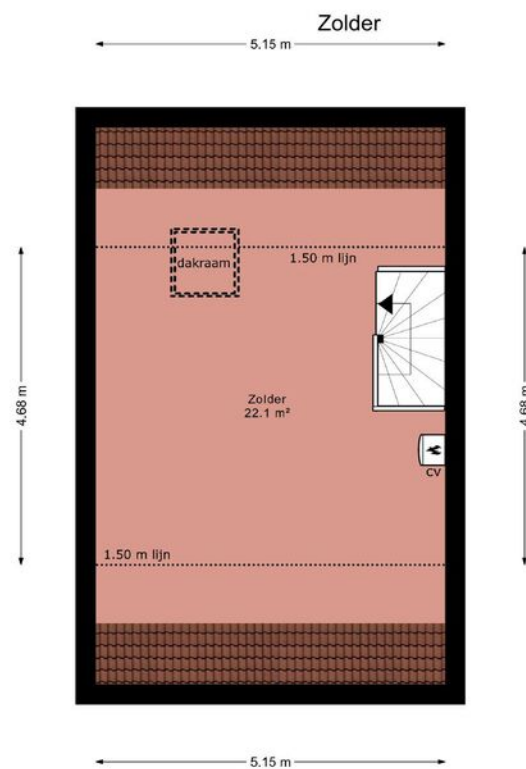 Zolder
5.15 m
dakraam
1.50 m lijn
4.68 m
4.68 m
Zolder
22.1 m²
CV
1.50 m lijn
5.15 m